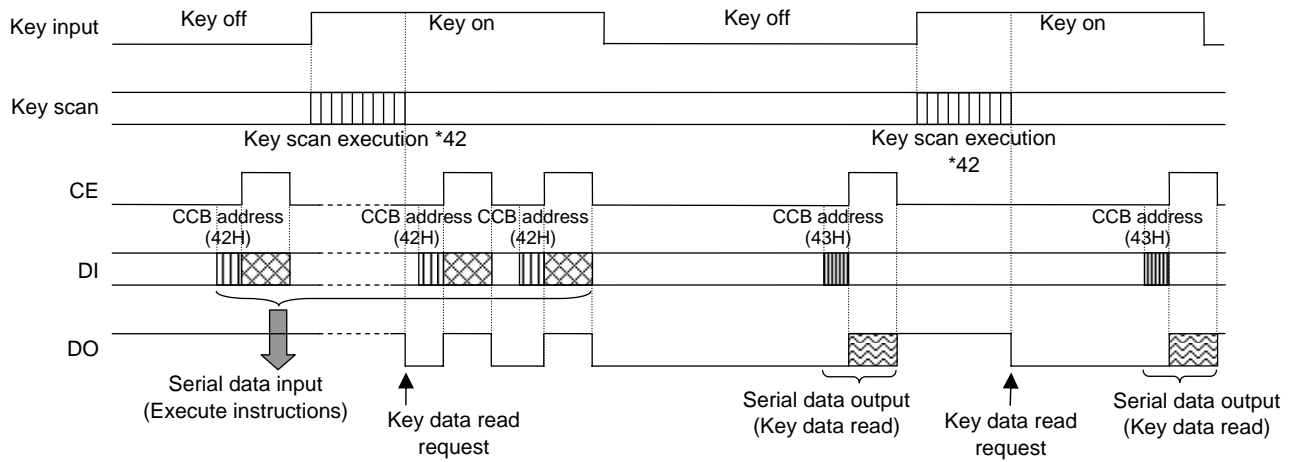 Key input
Key off
Key on
Key off
Key on
Key scan
Key scan execution *42
Key scan execution
*42
CE
CCB address
(42H)
CCB address
(42H)
CCB address
(42H)
CCB address
(43H)
CCB address
(43H)
DI
DO
Serial data input
(Execute instructions)
Key data read
request
Serial data output
(Key data read)
Key data read
request
Serial data output
(Key data read)